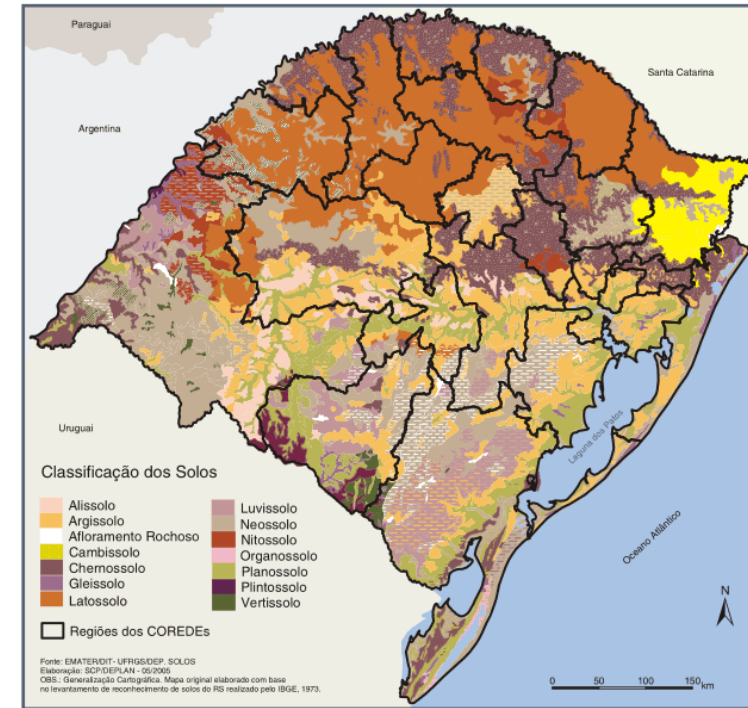 Paraguai
Santa Catarina
Argentina
Uruguai
Laguna dos Patos
Oceano Atlântico
Classificação dos Solos
Alissolo
Argissolo
Afloramento Rochoso
Cambissolo
Chernossolo
Gleissolo
Latossolo
Luvissolo
Neossolo
Nitossolo
Organossolo
Planossolo
Plintossolo
Vertissolo
Regiões dos COREDEs
Fonte: EMATER/DIT- UFRGS/DEP. SOLOS
Elaboração: SCP/DEPLAN - 05/2005
OBS.: Generalização Cartográfica. Mapa original elaborado com base
no levantamento de reconhecimento de solos do RS realizado pelo IBGE, 1973.
N
0 50 100 150 km